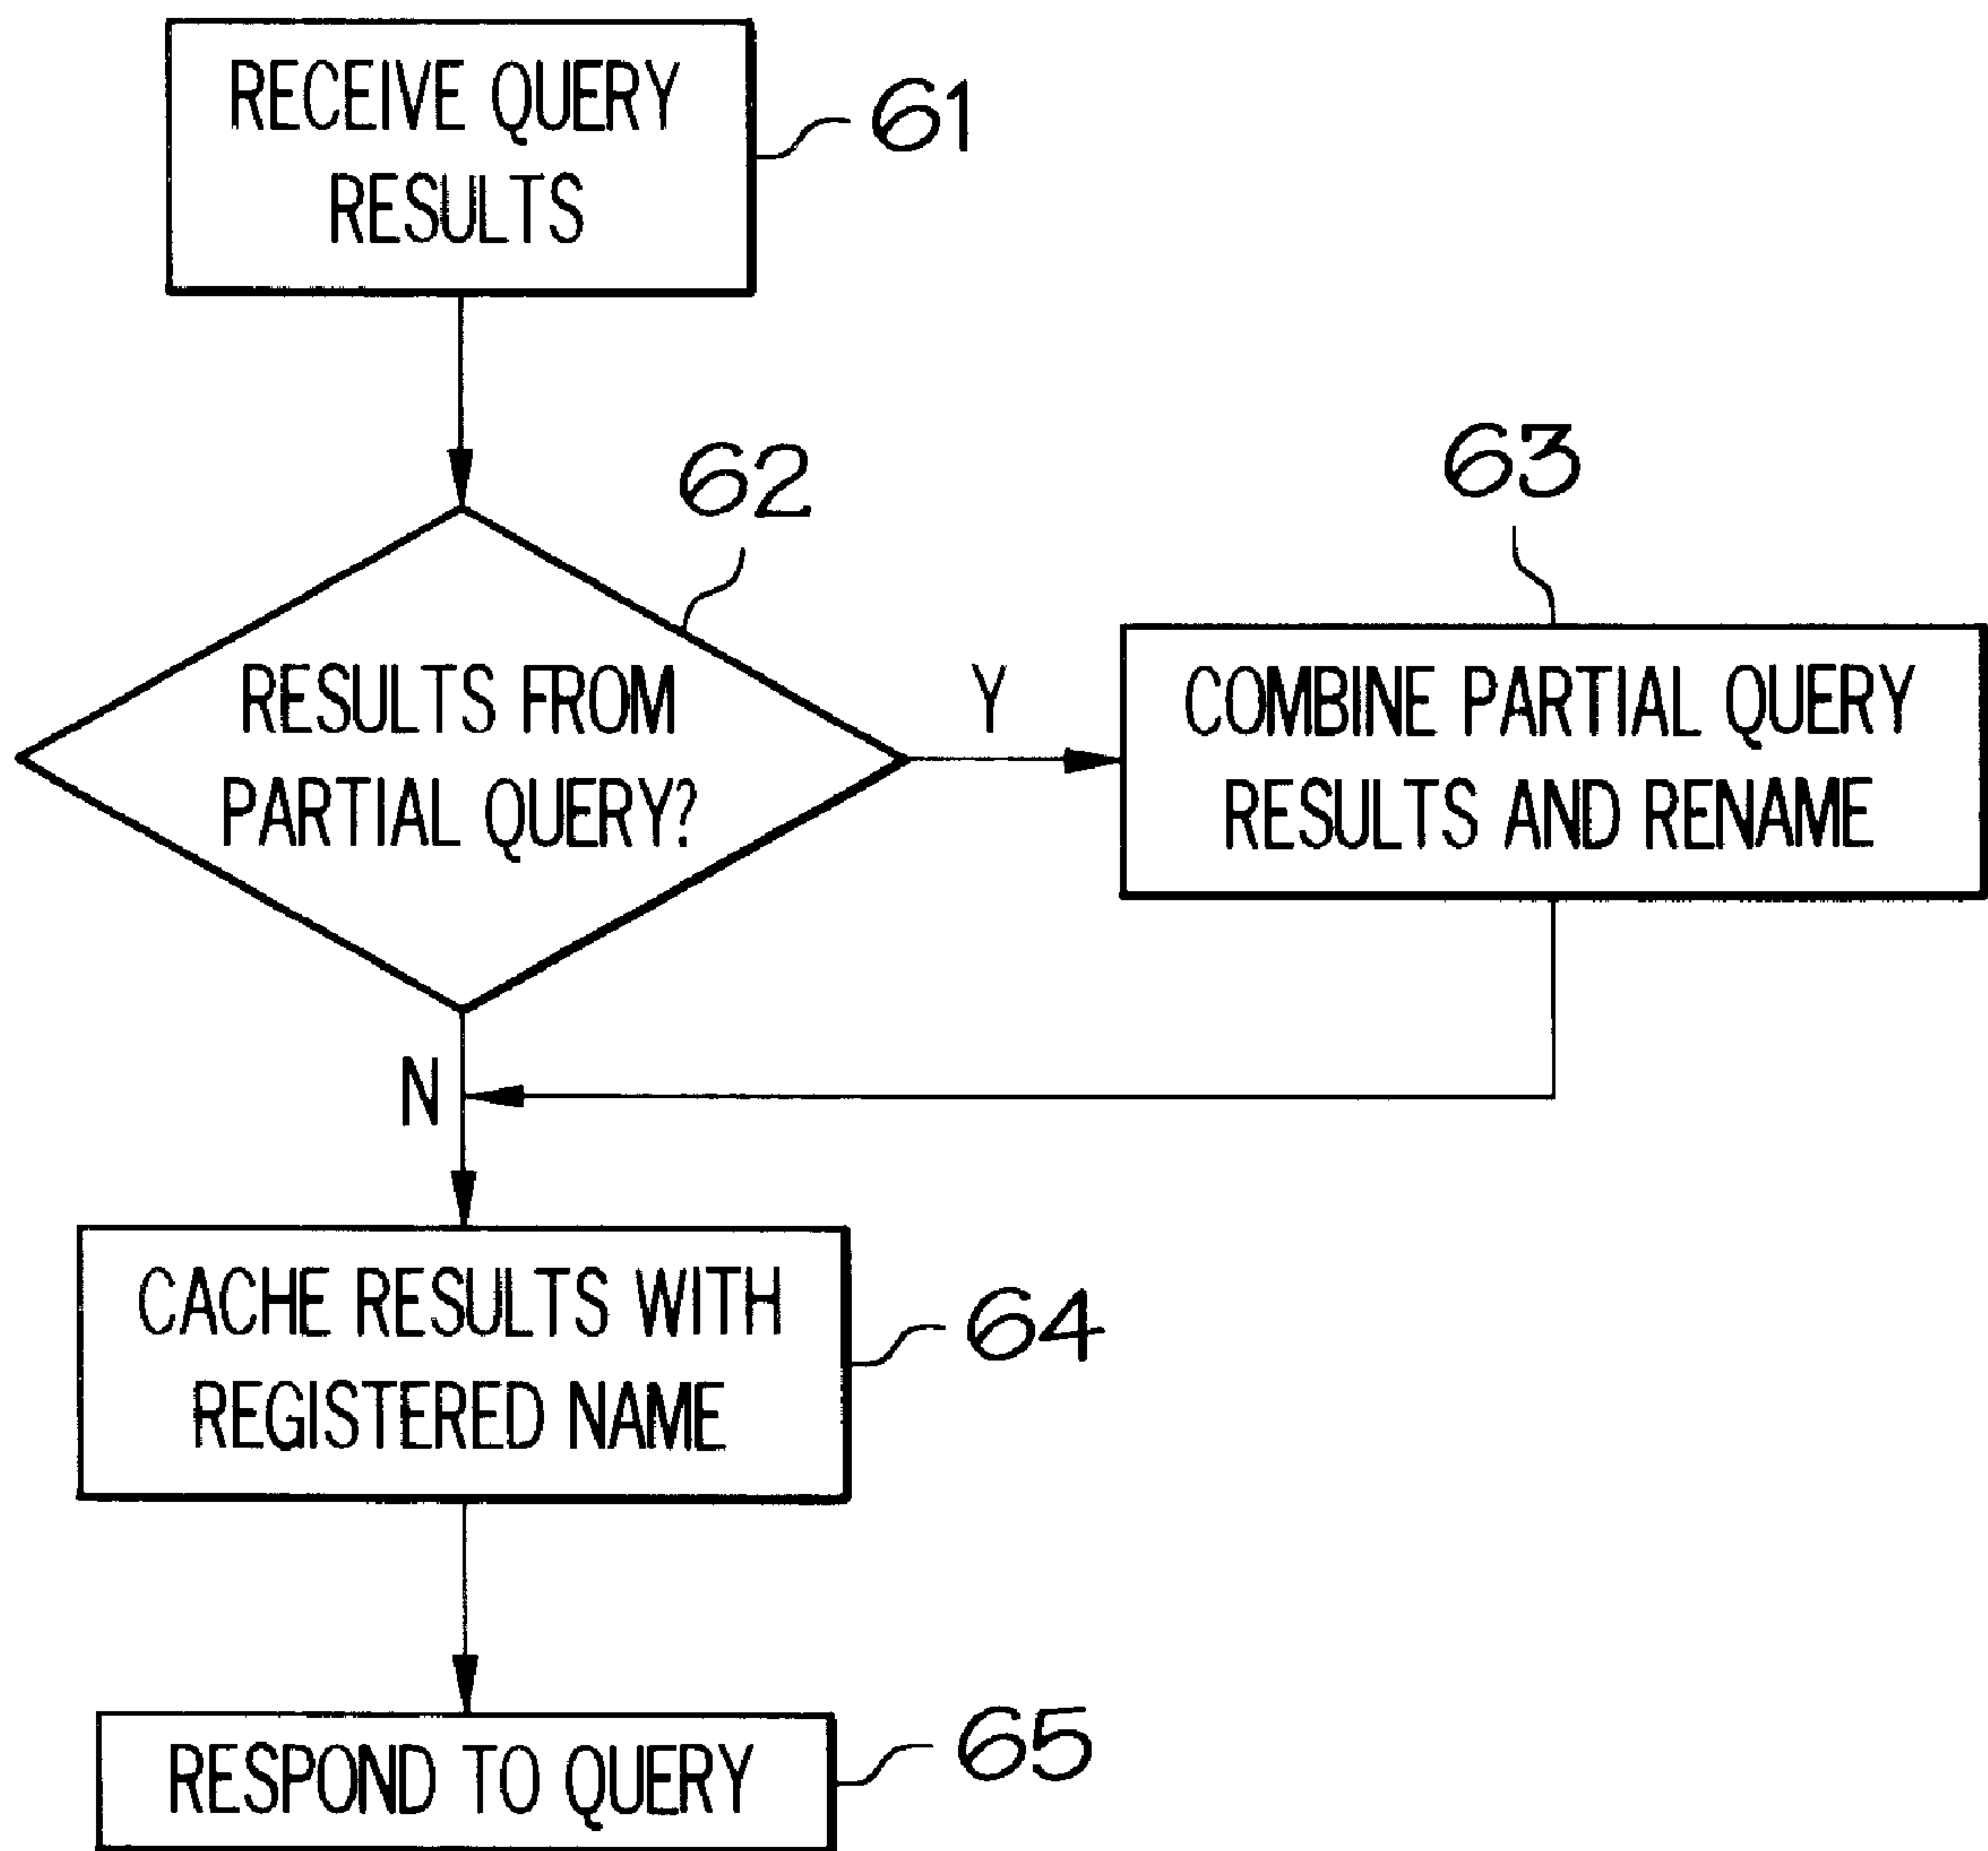 RECEIVE QUERY
RESULTS
61
62
RESULTS FROM
PARTIAL QUERY?
Y
63
COMBINE PARTIAL QUERY
RESULTS AND RENAME
N
CACHE RESULTS WITH
REGISTERED NAME
64
RESPOND TO QUERY
65